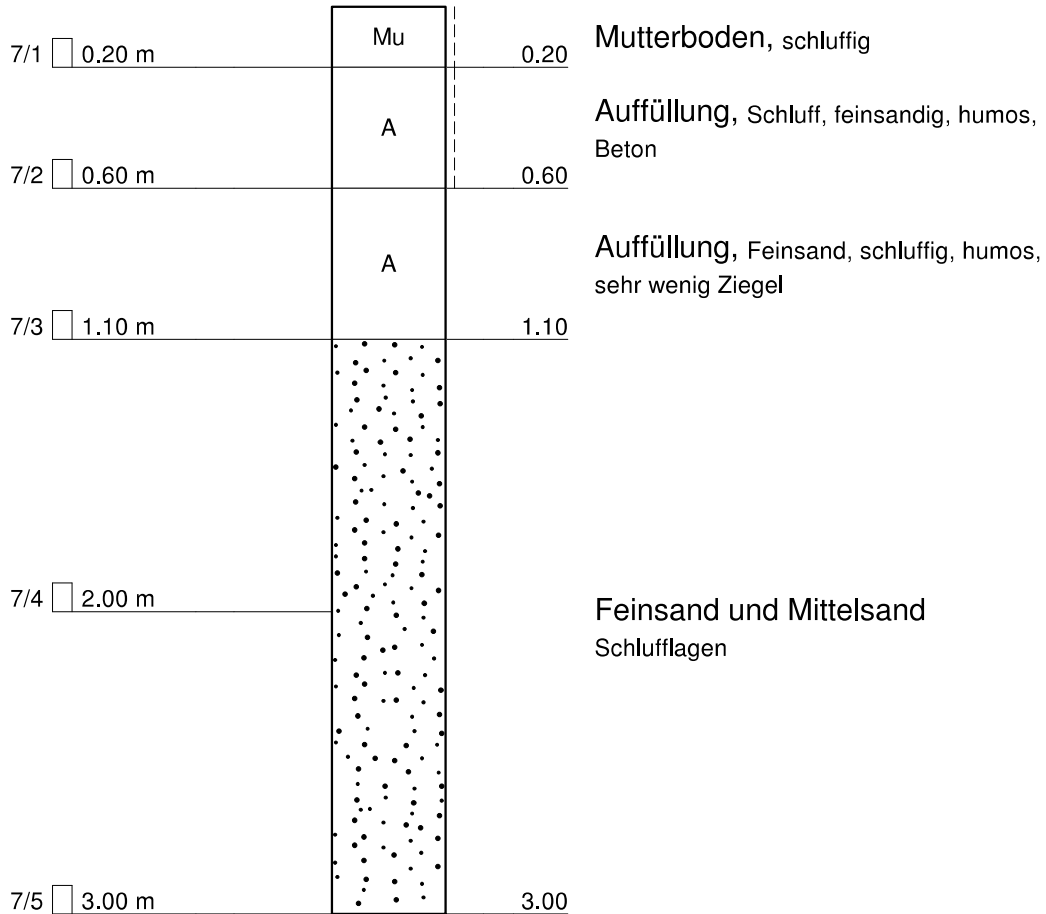 Mu
7/1 0.20 m 0.20 Mutterboden, schluffig
A
Auffüllung, Schluff, feinsandig, humos,
Beton
7/2 0.60 m 0.60
A
Auffüllung, Feinsand, schluffig, humos,
sehr wenig Ziegel
7/3 1.10 m 1.10
7/4 2.00 m
Feinsand und Mittelsand
Schlufflagen
7/5 3.00 m 3.00